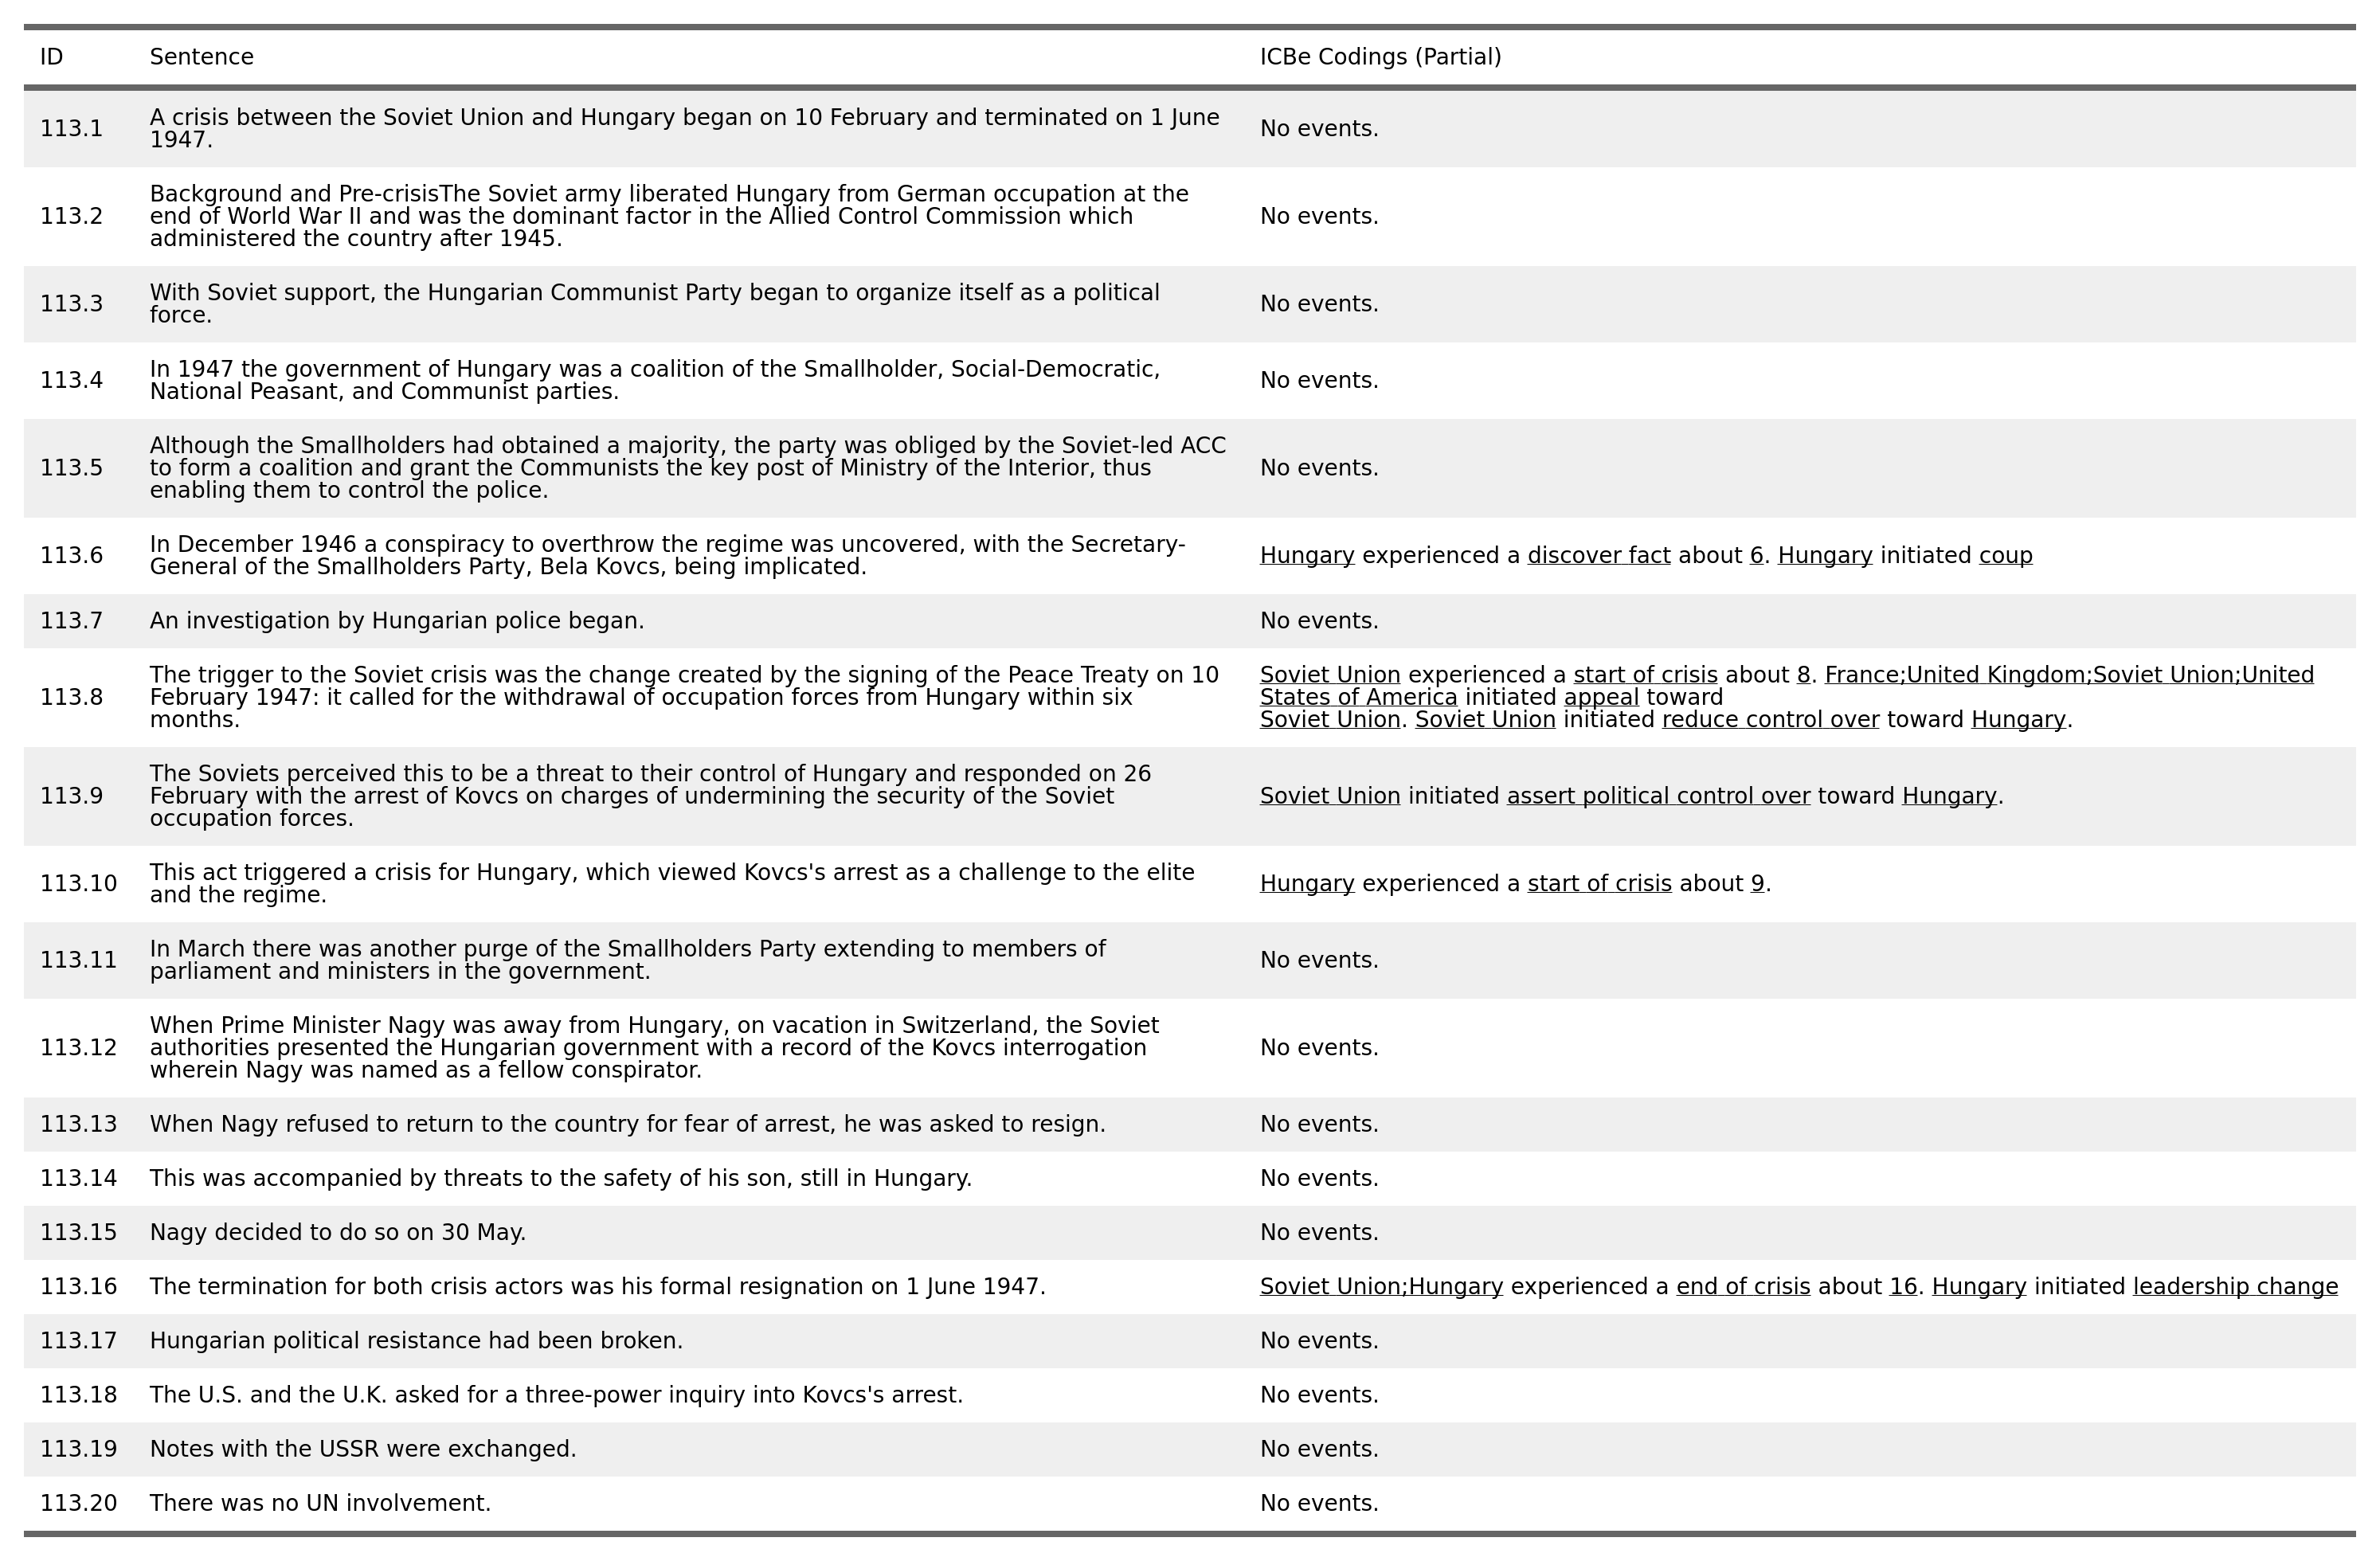 ID Sentence ICBe Codings (Partial)
113.1 A crisis between the Soviet Union and Hungary began on 10 February and terminated on 1 June
1947. No events.
113.2 Background and Pre-crisisThe Soviet army liberated Hungary from German occupation at the
end of World War II and was the dominant factor in the Allied Control Commission which
administered the country after 1945. No events.
113.3 With Soviet support, the Hungarian Communist Party began to organize itself as a political
force. No events.
113.4 In 1947 the government of Hungary was a coalition of the Smallholder, Social-Democratic,
National Peasant, and Communist parties. No events.
113.5 Although the Smallholders had obtained a majority, the party was obliged by the Soviet-led ACC
to form a coalition and grant the Communists the key post of Ministry of the Interior, thus
enabling them to control the police. No events.
113.6 In December 1946 a conspiracy to overthrow the regime was uncovered, with the Secretary-
General of the Smallholders Party, Bela Kovcs, being implicated.
Hungary experienced a discover fact about 6. Hungary initiated coup
113.7 An investigation by Hungarian police began. No events.
113.8 The trigger to the Soviet crisis was the change created by the signing of the Peace Treaty on 10
February 1947: it called for the withdrawal of occupation forces from Hungary within six
months.
Soviet Union experienced a start of crisis about 8. France;United Kingdom;Soviet Union;United
States of America initiated appeal toward
Soviet Union. Soviet Union initiated reduce control over toward Hungary.
113.9 The Soviets perceived this to be a threat to their control of Hungary and responded on 26
February with the arrest of Kovcs on charges of undermining the security of the Soviet
occupation forces.
Soviet Union initiated assert political control over toward Hungary.
113.10 This act triggered a crisis for Hungary, which viewed Kovcs's arrest as a challenge to the elite
and the regime.
Hungary experienced a start of crisis about 9.
113.11 In March there was another purge of the Smallholders Party extending to members of
parliament and ministers in the government. No events.
113.12 When Prime Minister Nagy was away from Hungary, on vacation in Switzerland, the Soviet
authorities presented the Hungarian government with a record of the Kovcs interrogation
wherein Nagy was named as a fellow conspirator. No events.
113.13 When Nagy refused to return to the country for fear of arrest, he was asked to resign. No events.
113.14 This was accompanied by threats to the safety of his son, still in Hungary. No events.
113.15 Nagy decided to do so on 30 May. No events.
113.16 The termination for both crisis actors was his formal resignation on 1 June 1947. Soviet Union;Hungary experienced a end of crisis about 16. Hungary initiated leadership change
113.17 Hungarian political resistance had been broken. No events.
113.18 The U.S. and the U.K. asked for a three-power inquiry into Kovcs's arrest. No events.
113.19 Notes with the USSR were exchanged. No events.
113.20 There was no UN involvement. No events.